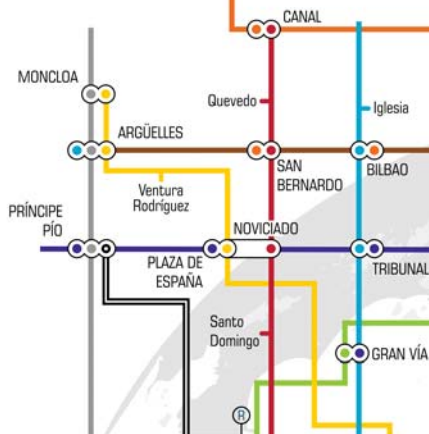 CANAL
MONCLOA
Quevedo
Iglesia
ARGÜELLES
SAN
BERNARDO
BILBAO
Ventura
Rodríguez
PRÍNCIPE
PÍO
NOVICIADO
PLAZA DE
ESPAÑA
TRIBUNAL
Santo
Domingo
GRAN VÍA
R